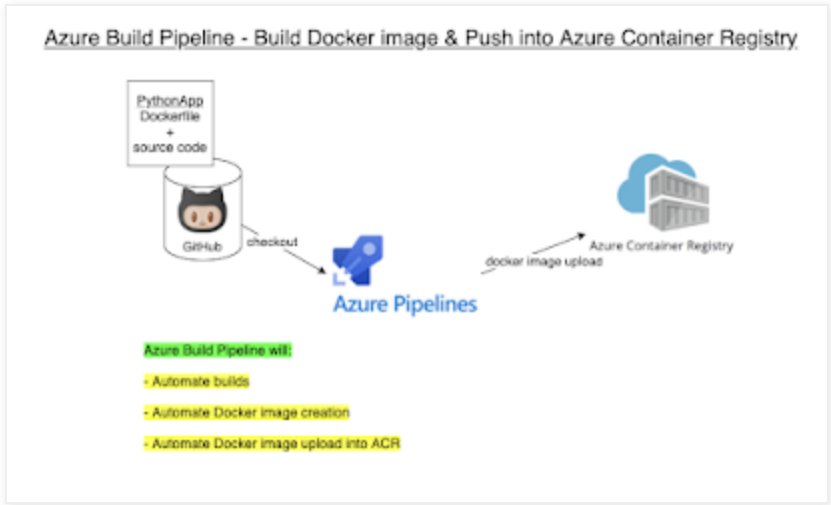 Azure Build Pipeline - Build Docker image & Push into Azure Container Registry
PythonApp
Dockerfile
+
source code
GitHub
checkout
Azure Pipelines
docker image upload
Azure Container Registry
Azure Build Pipeline will:
- Automate builds
- Automate Docker image creation
- Automate Docker image upload into ACR